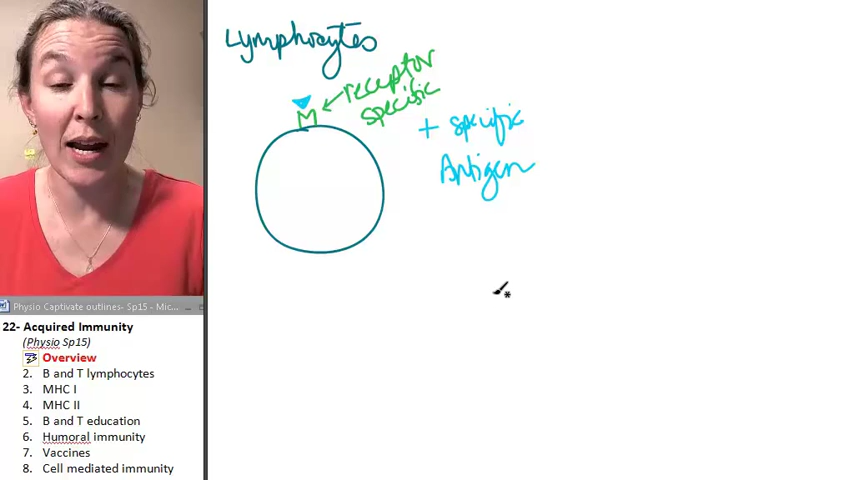 Lymphocytes
receptor
specific
M
+ specific
Antigen
Physio Captivate outlines- Sp15 - Mic...
22- Acquired Immunity
(Physio Sp15)
Overview
2. B and T lymphocytes
3. MHC I
4. MHC II
5. B and T education
6. Humoral immunity
7. Vaccines
8. Cell mediated immunity